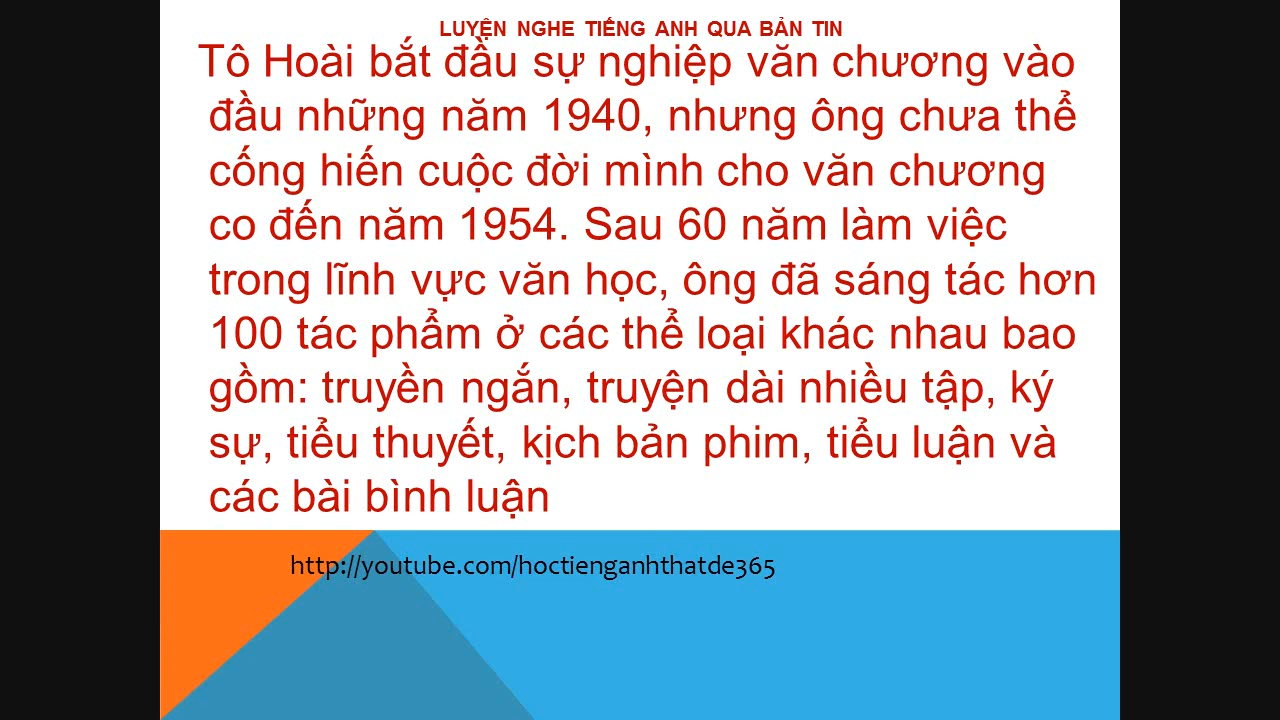 LUYỆN NGHE TIẾNG ANH QUA BẢN TIN
Tô Hoài bắt đầu sự nghiệp văn chương vào
đầu những năm 1940, nhưng ông chưa thể
cống hiến cuộc đời mình cho văn chương
co đến năm 1954. Sau 60 năm làm việc
trong lĩnh vực văn học, ông đã sáng tác hơn
100 tác phẩm ở các thể loại khác nhau bao
gồm: truyền ngắn, truyện dài nhiều tập, ký
sự, tiểu thuyết, kịch bản phim, tiểu luận và
các bài bình luận
http://youtube.com/hoctienganhthatde365